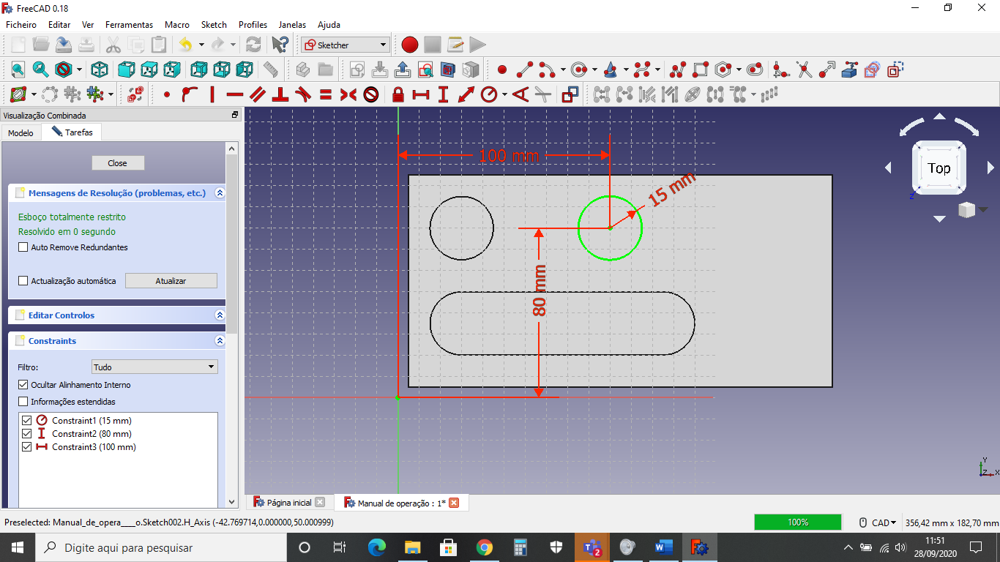 FreeCAD 0.18
Ficheiro Editar Ver Ferramentas Macro Sketch Profiles Janelas Ajuda
Sketcher
Visualização Combinada
Modelo Tarefas
Close
Mensagens de Resolução (problemas, etc.)
Esboço totalmente restrito
Resolvido em 0 segundo
Auto Remove Redundantes
Actualização automática Atualizar
Editar Controlos
Constraints
Filtro: Tudo
Ocultar Alinhamento Interno
Informações estendidas
Constraint1 (15 mm)
Constraint2 (80 mm)
Constraint3 (100 mm)
100 mm
15 mm
80 mm
Top
Z
Y
Z X
Página inicial Manual de operação : 1*
Preselected: Manual_de_opera____o.Sketch002.H_Axis (-42.769714,0.000000,50.000999)
100% CAD 356,42 mm x 182,70 mm
Digite aqui para pesquisar
2
11:51
28/09/2020